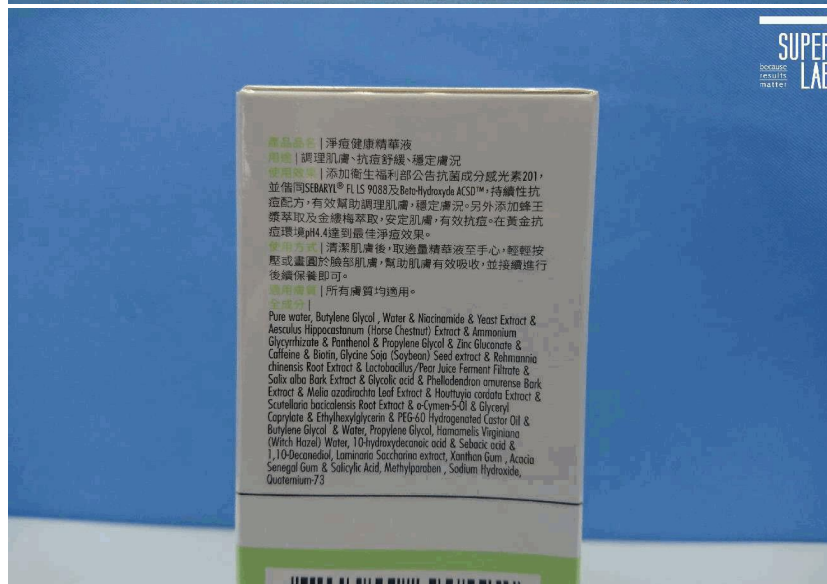 SUPER
LAB
because
results
matter
產品品名 | 淨痘健康精華液
用途 | 調理肌膚、抗痘舒緩、穩定膚況
使用效果 | 添加衛生福利部公告抗菌成分感光素201,
並偕同SEBARYL® FL LS 9088及Beta-Hydroxyde ACSD™,持續性抗
痘配方,有效幫助調理肌膚,穩定膚況。另外添加蜂王
漿萃取及金縷梅萃取,安定肌膚,有效抗痘。在黃金抗
痘環境pH4.4達到最佳淨痘效果。
使用方式 | 清潔肌膚後,取適量精華液至手心,輕輕按
壓或畫圓於臉部肌膚,幫助肌膚有效吸收,並接續進行
後續保養即可。
適用膚質 | 所有膚質均適用。
全成分 |
Pure water, Butylene Glycol , Water & Niacinamide & Yeast Extract &
Aesculus Hippocastanum (Horse Chestnut) Extract & Ammonium
Glycyrrhizate & Panthenol & Propylene Glycol & Zinc Gluconate &
Caffeine & Biotin, Glycine Soja (Soybean) Seed extract & Rehmannia
chinensis Root Extract & Lactobacillus/Pear Juice Ferment Filtrate &
Salix alba Bark Extract & Glycolic acid & Phellodendron amurense Bark
Extract & Melia azadirachta Leaf Extract & Houttuyia cordata Extract &
Scutellaria bacicalensis Root Extract & o-Cymen-5-Ol & Glyceryl
Caprylate & Ethylhexylglycerin & PEG-60 Hydrogenated Castor Oil &
Butylene Glycol & Water, Propylene Glycol, Hamamelis Virginiana
(Witch Hazel) Water, 10-hydroxydecanoic acid & Sebacic acid &
1,10-Decanediol, Laminaria Saccharina extract, Xanthan Gum , Acacia
Senegal Gum & Salicylic Acid, Methylparaben , Sodium Hydroxide,
Quaternium-73